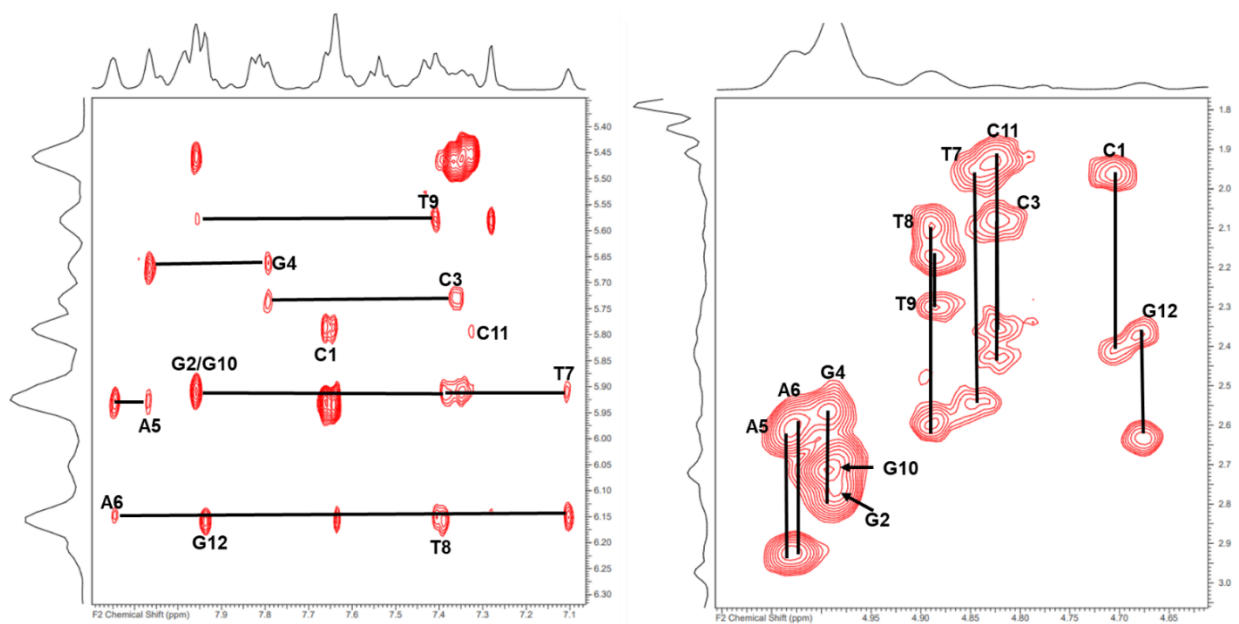 T9
G4
C3
C11
C1
G2/G10
T7
A5
A6
G12
T8
5.40
5.45
5.50
5.55
5.60
5.65
5.70
5.75
5.80
5.85
5.90
5.95
6.00
6.05
6.10
6.15
6.20
6.25
6.30
F2 Chemical Shift (ppm)
7.9
7.8
7.7
7.6
7.5
7.4
7.3
7.2
7.1
C11
T7
C1
C3
T8
T9
G12
G4
A6
A5
G10
G2
1.8
1.9
2.0
2.1
2.2
2.3
2.4
2.5
2.6
2.7
2.8
2.9
3.0
F2 Chemical Shift (ppm)
4.95
4.90
4.85
4.80
4.75
4.70
4.65